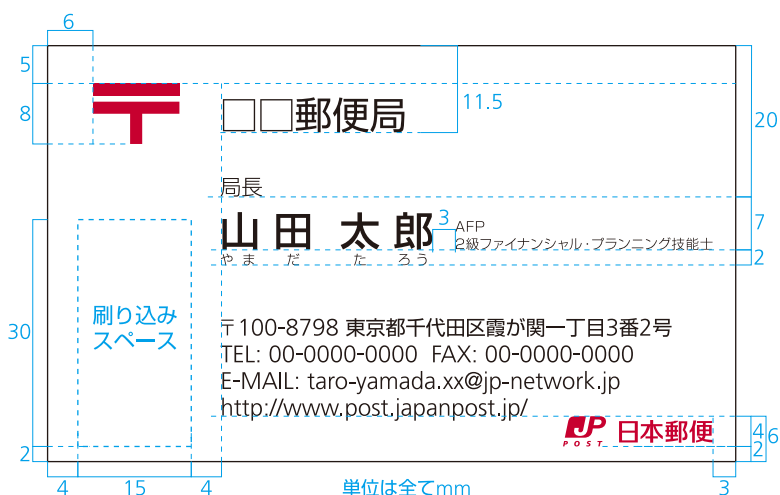 6
5
8
〒
□□郵便局
11.5
20
局長
山田 太郎
やま だ た ろう
3
AFP
2級ファイナンシャル・プランニング技能士
7
2
30
刷り込み
スペース
〒100-8798 東京都千代田区霞が関一丁目3番2号
TEL: 00-0000-0000 FAX: 00-0000-0000
E-MAIL: taro-yamada.xx@jp-network.jp
http://www.post.japanpost.jp/
JP
POST
日本郵便
4
6
2
2
4
15
4
単位は全てmm
3